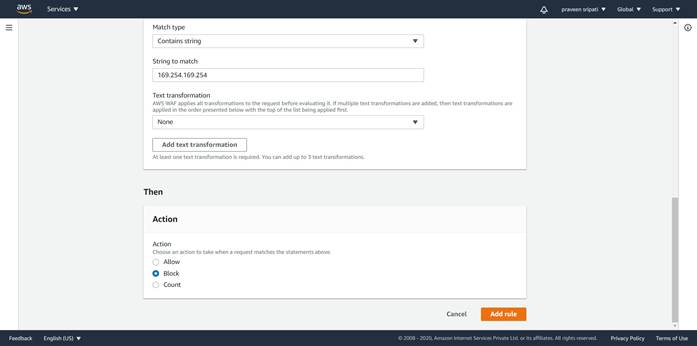 aws
Services
praveen sripati
Global
Support
Match type
Contains string
String to match
169.254.169.254
Text transformation
AWS WAF applies all transformations to the request before evaluating it. If multiple text transformations are added, then text transformations are
applied in the order presented below with the top of the list being applied first.
None
Add text transformation
At least one text transformation is required. You can add up to 3 text transformations.
Then
Action
Action
Choose an action to take when a request matches the statements above.
Allow
Block
Count
Cancel
Add rule
Feedback
English (US)
© 2008 - 2020, Amazon Internet Services Private Ltd. or its affiliates. All rights reserved.
Privacy Policy
Terms of Use